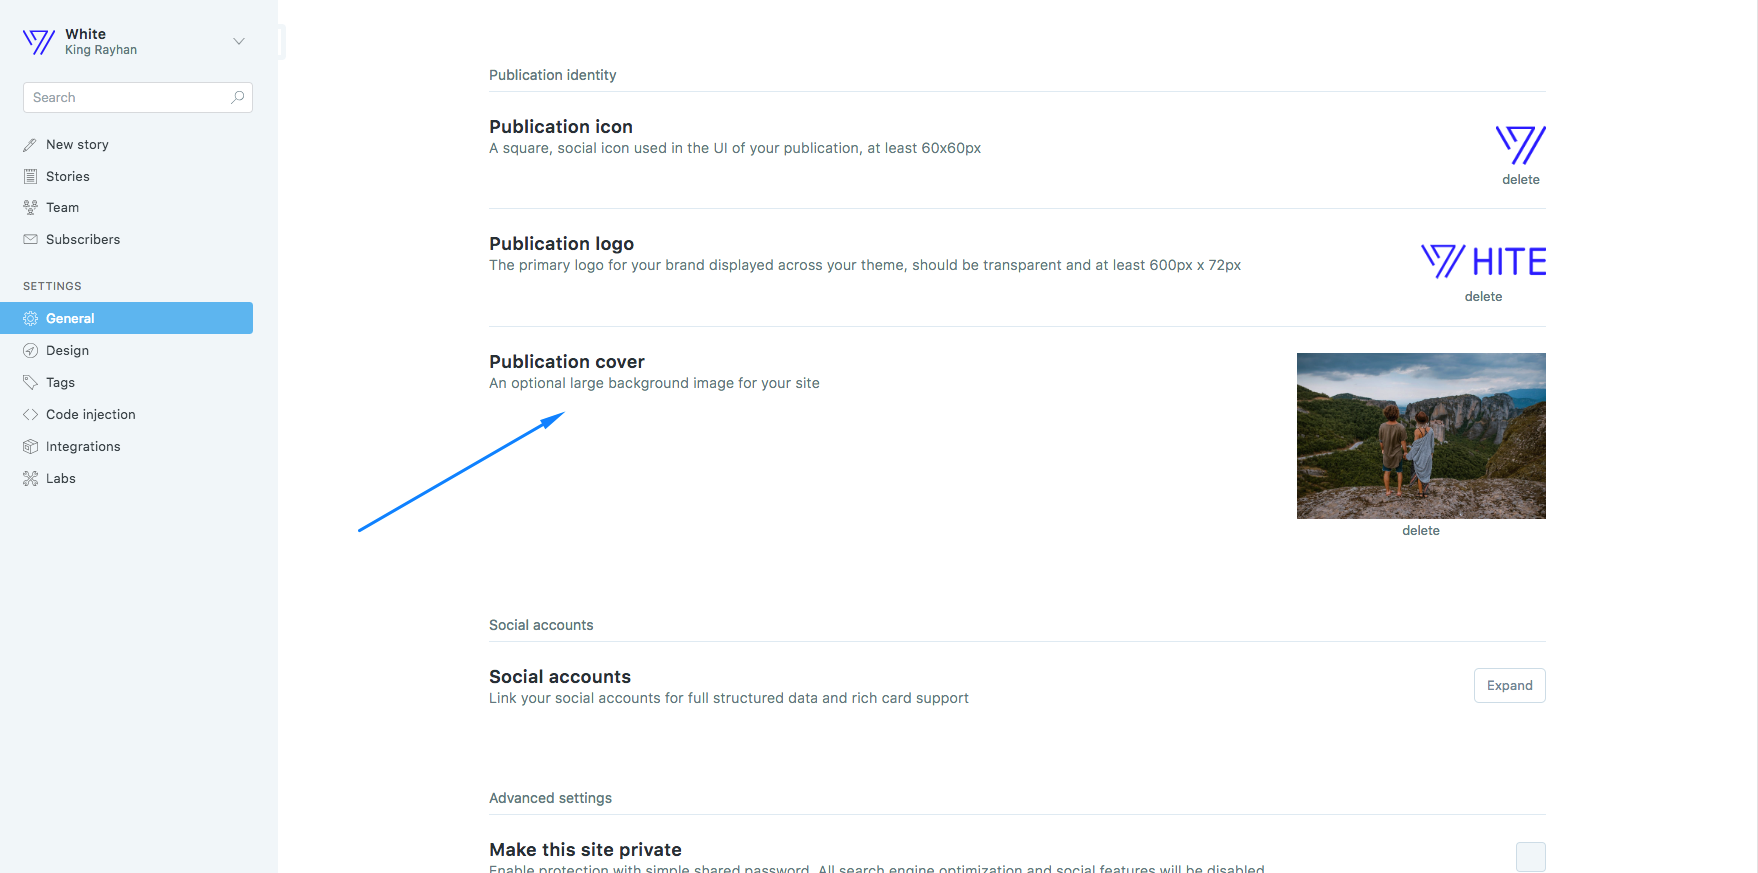 White
King Rayhan
Search
New story
Stories
Team
Subscribers
SETTINGS
General
Design
Tags
Code injection
Integrations
Labs
Publication identity
Publication icon
A square, social icon used in the UI of your publication, at least 60x60px
delete
Publication logo
The primary logo for your brand displayed across your theme, should be transparent and at least 600px x 72px
WHITE
delete
Publication cover
An optional large background image for your site
delete
Social accounts
Social accounts
Link your social accounts for full structured data and rich card support
Expand
Advanced settings
Make this site private
Enable protection with simple shared password. All search engine optimization and social features will be disabled.